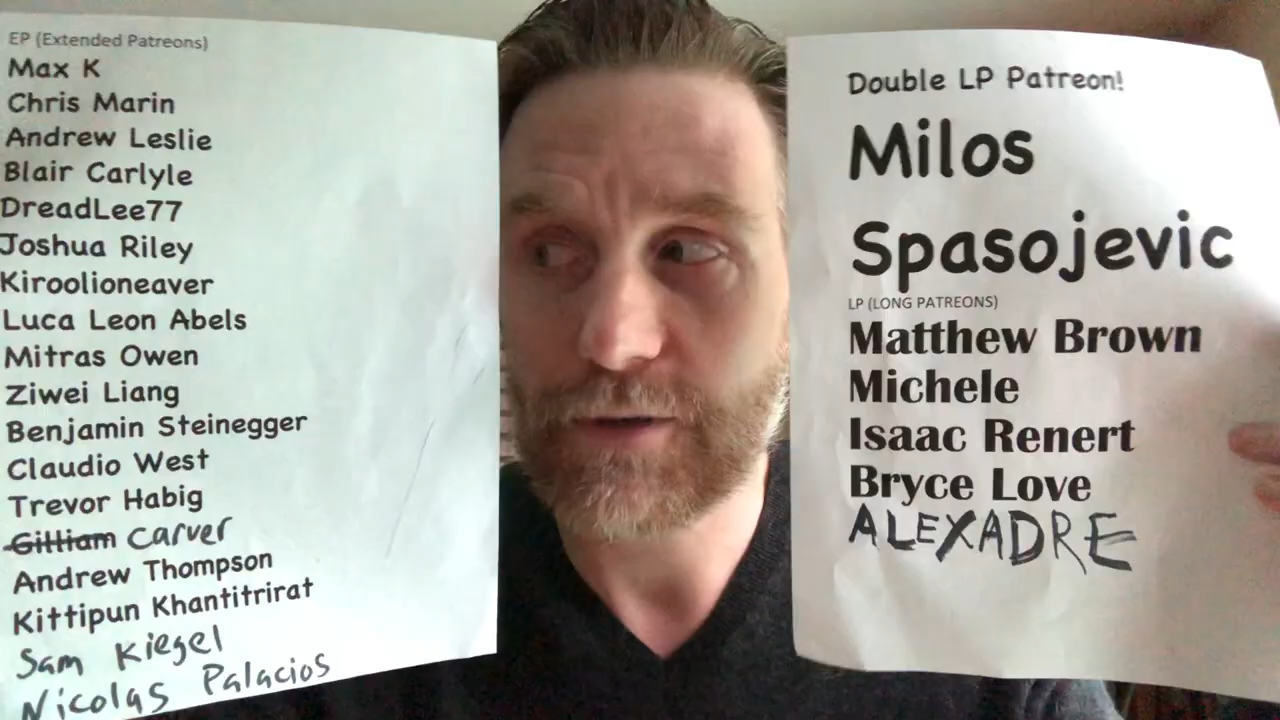 EP (Extended Patreons)
Max K
Chris Marin
Andrew Leslie
Blair Carlyle
DreadLee77
Joshua Riley
Kiroolioneaver
Luca Leon Abels
Mitras Owen
Ziwei Liang
Benjamin Steinegger
Claudio West
Trevor Habig
Gilliam carver
Andrew Thompson
Kittipun Khantitrirat
Sam Kiegel
Nicolas Palacios
Double LP Patreon!
Milos
Spasojevic
LP (LONG PATREONS)
Matthew Brown
Michele
Isaac Renert
Bryce Love
ALEXADRE